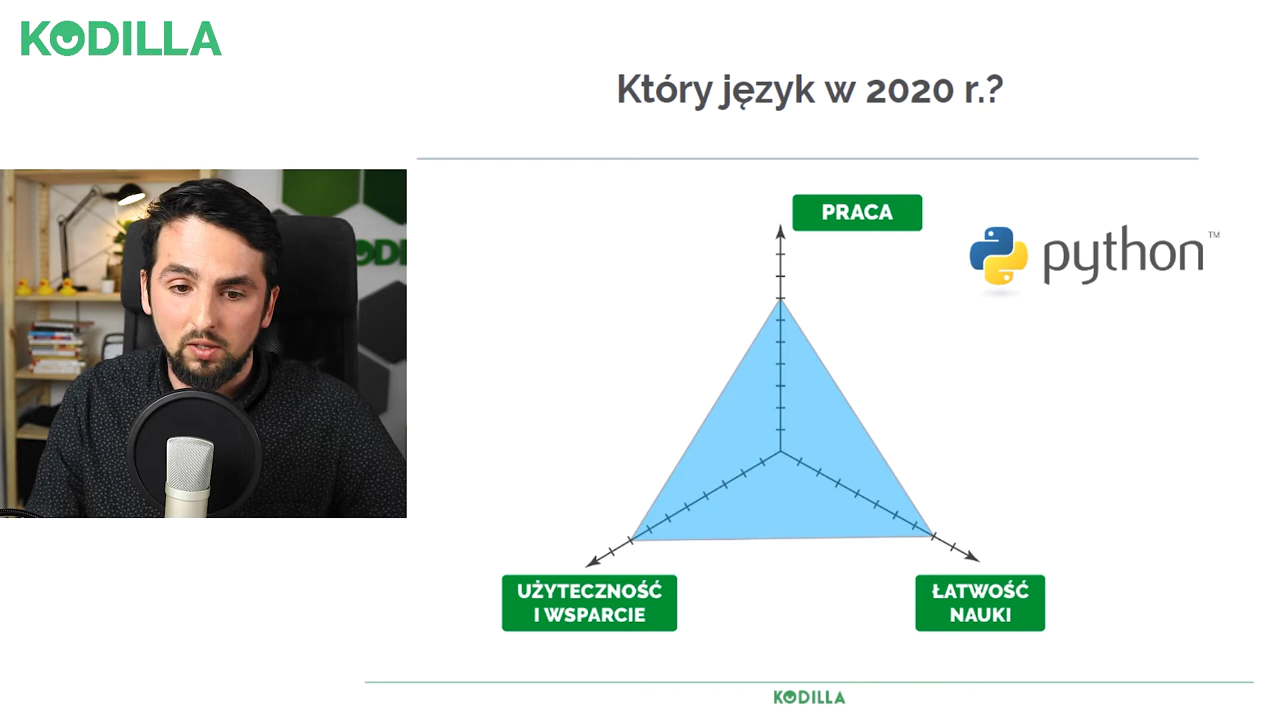 KODILLA
Który język w 2020 r.?
PRACA
python™
UŻYTECZNOŚĆ
I WSPARCIE
ŁATWOŚĆ
NAUKI
KODILLA